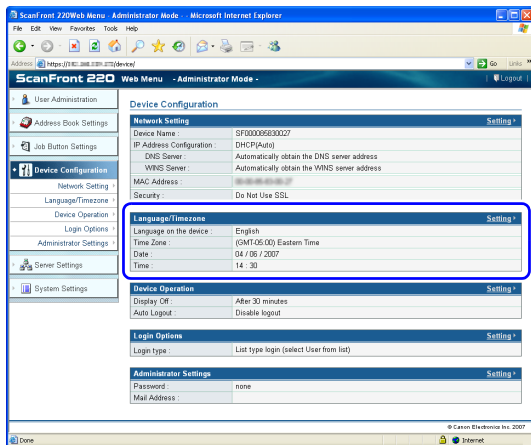 ScanFront 220Web Menu - Administrator Mode - - Microsoft Internet Explorer
File Edit View Favorites Tools Help
Back
Address https:// /device/ Go Links »
ScanFront 220 Web Menu - Administrator Mode - Logout
User Administration
Address Book Settings
Job Button Settings
Device Configuration
Network Setting
Language/Timezone
Device Operation
Login Options
Administrator Settings
Server Settings
System Settings
Device Configuration
Network Setting Setting
Device Name : SF000085830027
IP Address Configuration : DHCP(Auto)
DNS Server : Automatically obtain the DNS server address
WINS Server : Automatically obtain the WINS server address
MAC Address :
Security : Do Not Use SSL
Language/Timezone Setting
Language on the device : English
Time Zone : (GMT-05:00) Eastern Time
Date : 04 / 06 / 2007
Time : 14 : 30
Device Operation Setting
Display Off : After 30 minutes
Auto Logout : Disable logout
Login Options Setting
Login type : List type login (select User from list)
Administrator Settings Setting
Password : none
Mail Address :
© Canon Electronics Inc. 2007
Done Internet